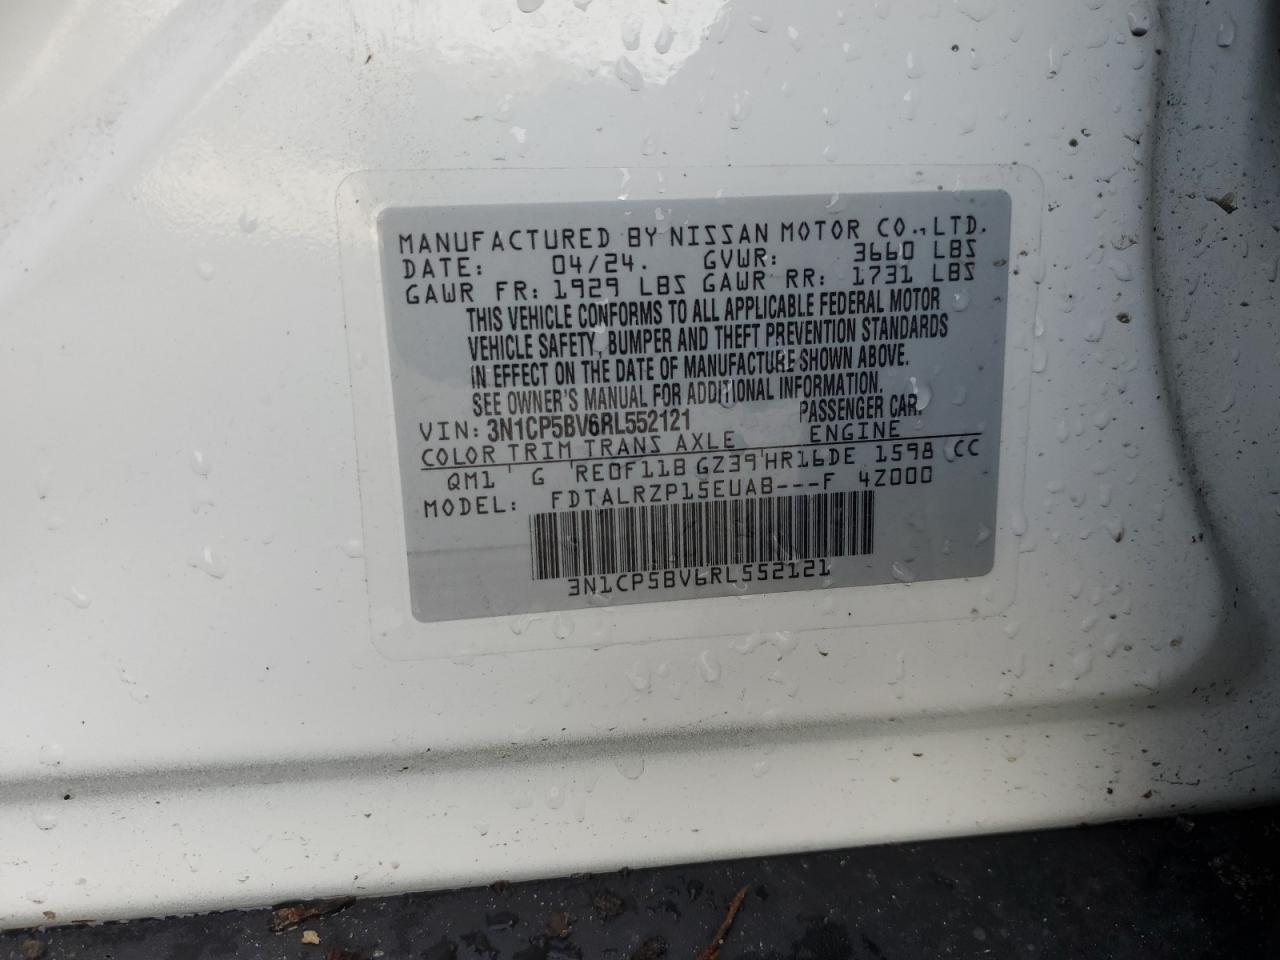 MANUFACTURED BY NISSAN MOTOR CO., LTD.
DATE: 04/24. GVWR: 3660 LBS
GAWR FR: 1929 LBS GAWR RR: 1731 LBS
THIS VEHICLE CONFORMS TO ALL APPLICABLE FEDERAL MOTOR
VEHICLE SAFETY, BUMPER AND THEFT PREVENTION STANDARDS
IN EFFECT ON THE DATE OF MANUFACTURE SHOWN ABOVE.
SEE OWNER'S MANUAL FOR ADDITIONAL INFORMATION.
VIN: 3N1CP5BV6RL552121 PASSENGER CAR.
COLOR TRIM TRANS AXLE ENGINE
QM1 G RE0F11B GZ39 HR16DE 1598 CC
MODEL: FDTALRZP15EUAB---F 4Z000
3N1CP5BV6RL552121